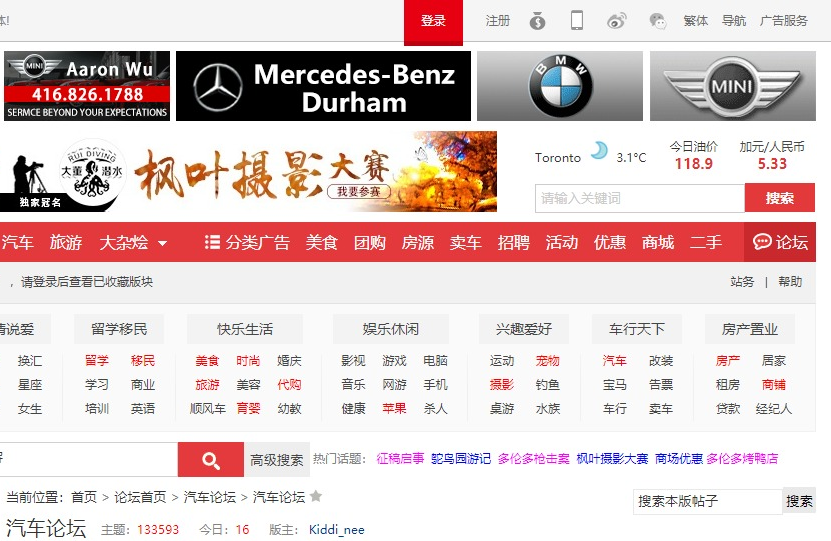 体!
登录 注册 繁体 导航 广告服务
MINI Aaron Wu
416.826.1788
SERMCE BEYOND YOUR EXPECTATIONS
Mercedes-Benz
Durham
BMW
MINI
RUI DIVING
大董 潜水
独家冠名
枫叶摄影大赛
我要参赛
Toronto 3.1°C
今日油价 加元/人民币
118.9 5.33
请输入关键词 搜索
汽车 旅游 大杂烩 分类广告 美食 团购 房源 卖车 招聘 活动 优惠 商城 二手 论坛
，请登录后查看已收藏版块 站务 | 帮助
情说爱 留学移民 快乐生活 娱乐休闲 兴趣爱好 车行天下 房产置业
换汇 留学 移民 美食 时尚 婚庆 影视 游戏 电脑 运动 宠物 汽车 改装 房产 居家
星座 学习 商业 旅游 美容 代购 音乐 网游 手机 摄影 钓鱼 宝马 告票 租房 商铺
女生 培训 英语 顺风车 育婴 幼教 健康 苹果 杀人 桌游 水族 车行 卖车 贷款 经纪人
高级搜索 热门话题： 征稿启事 鸵鸟园游记 多伦多枪击案 枫叶摄影大赛 商场优惠 多伦多烤鸭店
当前位置：首页 > 论坛首页 > 汽车论坛 > 汽车论坛 搜索本版帖子 搜索
汽车论坛 主题：133593 今日：16 版主： Kiddi_nee